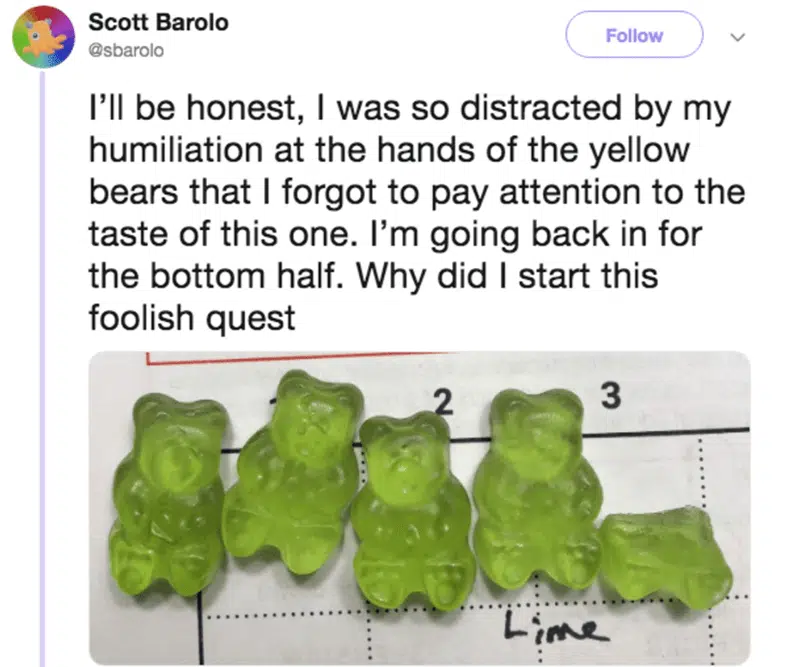 Scott Barolo
@sbarolo
Follow
I’ll be honest, I was so distracted by my
humiliation at the hands of the yellow
bears that I forgot to pay attention to the
taste of this one. I’m going back in for
the bottom half. Why did I start this
foolish quest
2
3
Lime